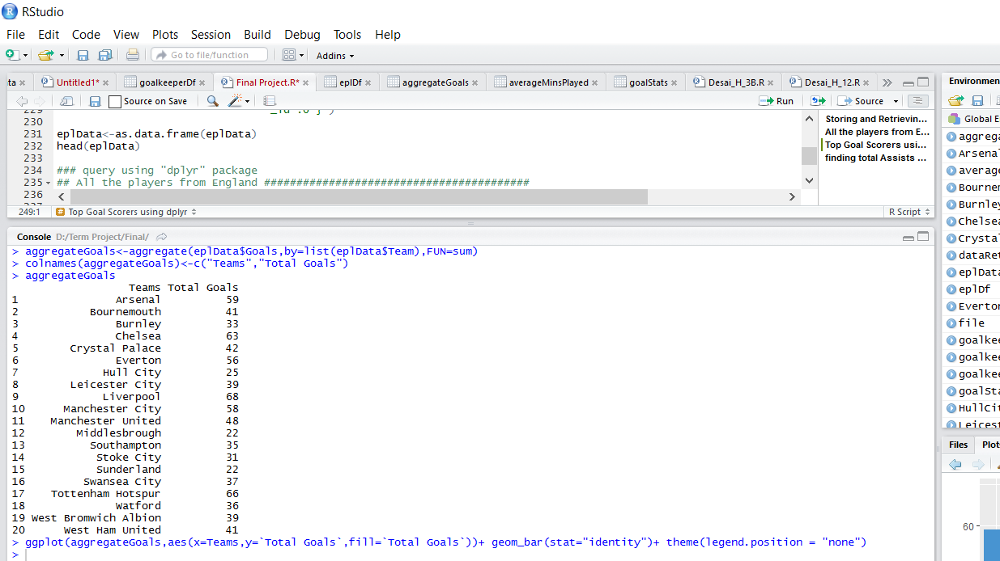 RStudio
File Edit Code View Plots Session Build Debug Tools Help
Go to file/function
Addins
ta Untitled1* goalkeeperDf Final Project.R* eplDf aggregateGoals averageMinsPlayed goalStats Desai_H_3B.R Desai_H_12.R
Source on Save Run Source
230
231 eplData<-as.data.frame(eplData)
232 head(eplData)
233
234 ### query using "dplyr" package
235 ## All the players from England ########################################
236
Storing and Retrievin...
All the players from E...
Top Goal Scorers usi...
finding total Assists ...
249:1 Top Goal Scorers using dplyr R Script
Console D:/Term Project/Final/
> aggregateGoals<-aggregate(eplData$Goals,by=list(eplData$Team),FUN=sum)
> colnames(aggregateGoals)<-c("Teams","Total Goals")
> aggregateGoals
Teams Total Goals
1 Arsenal 59
2 Bournemouth 41
3 Burnley 33
4 Chelsea 63
5 Crystal Palace 42
6 Everton 56
7 Hull City 25
8 Leicester City 39
9 Liverpool 68
10 Manchester City 58
11 Manchester United 48
12 Middlesbrough 22
13 Southampton 35
14 Stoke City 31
15 Sunderland 22
16 Swansea City 37
17 Tottenham Hotspur 66
18 Watford 36
19 West Bromwich Albion 39
20 West Ham United 41
> ggplot(aggregateGoals,aes(x=Teams,y=`Total Goals`,fill=`Total Goals`))+ geom_bar(stat="identity")+ theme(legend.position = "none")
>
Environmen
Global E
aggrega
Arsenal
average
Bournem
Burnley
Chelsea
Crystal
dataRet
eplData
eplDf
Everton
file
goalkee
goalkee
goalkee
goalSta
HullCit
Leicest
Files Plots
60